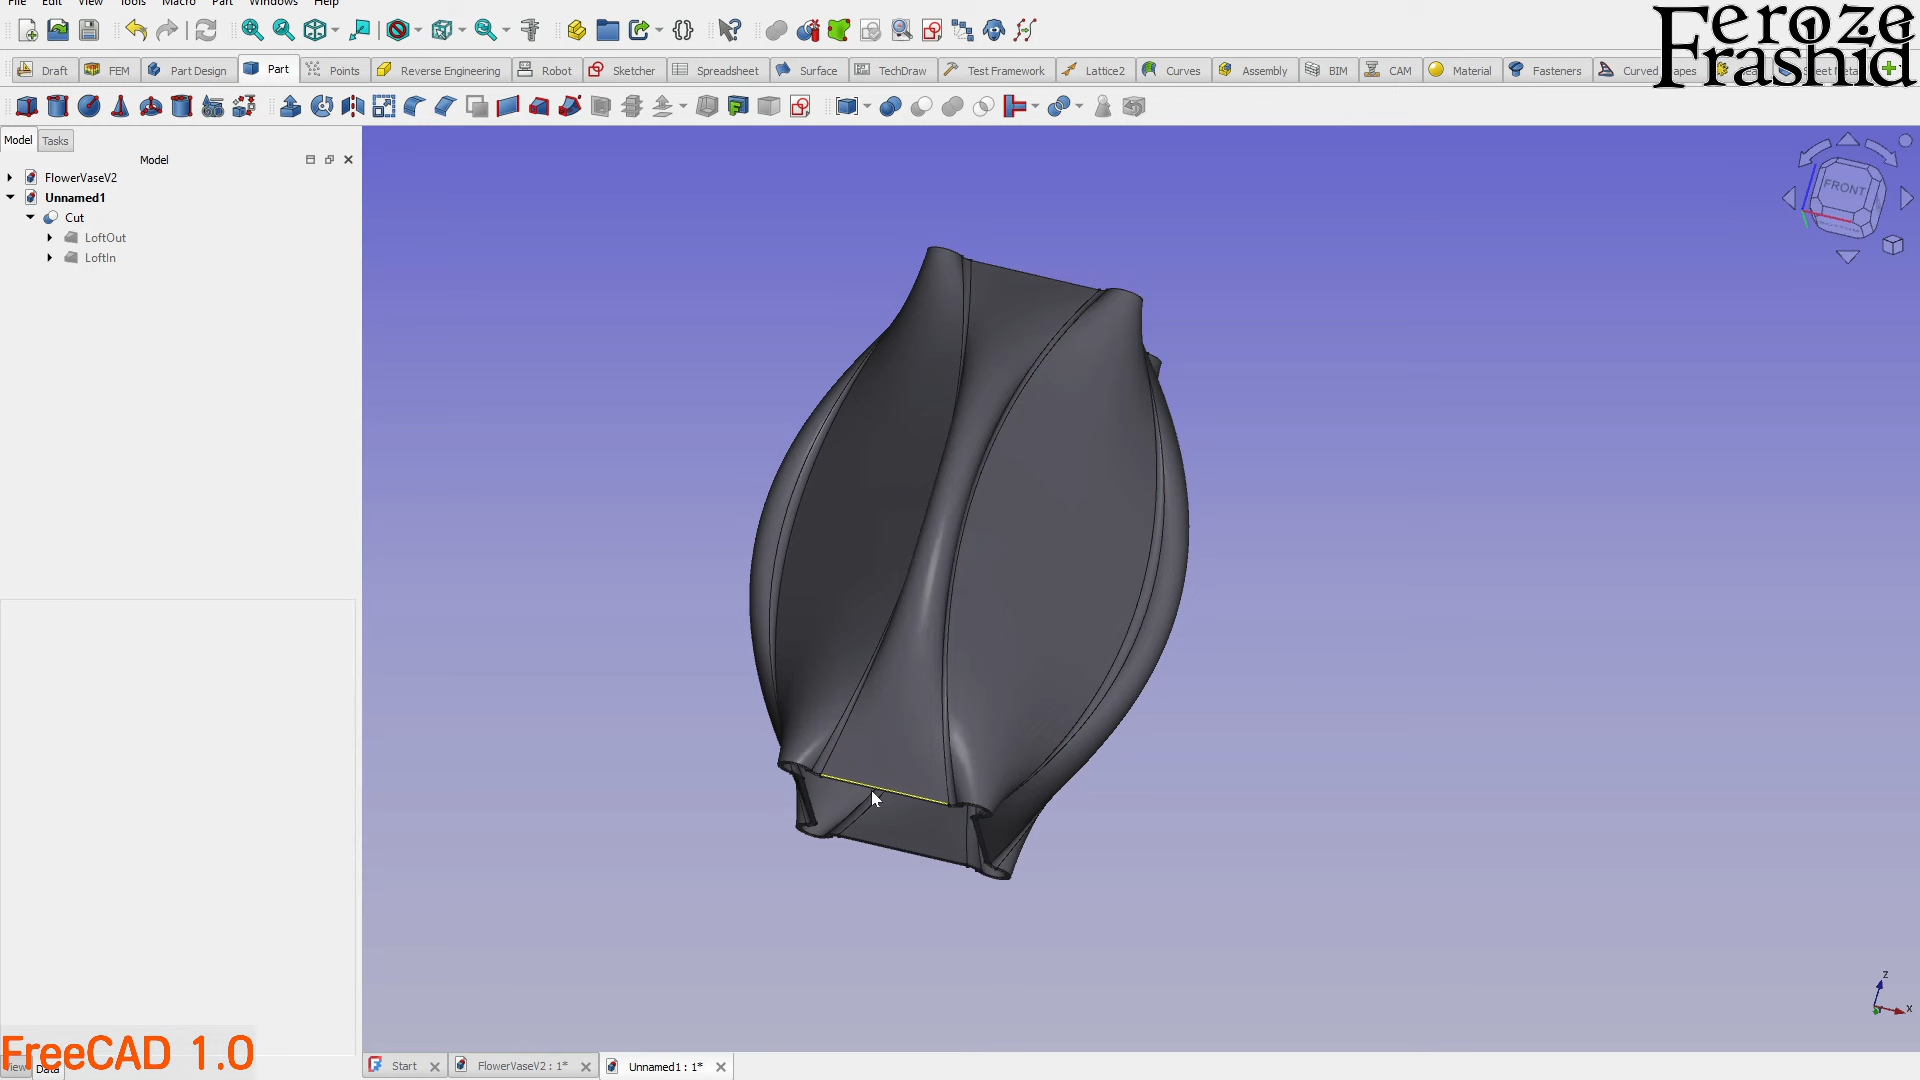 File Edit View Tools Macro Part Windows Help
Feroze
Frashid
Draft FEM Part Design Part Points Reverse Engineering Robot Sketcher Spreadsheet Surface TechDraw Test Framework Lattice2 Curves Assembly BIM CAM Material Fasteners
Model Tasks
Model
FlowerVaseV2
Unnamed1
Cut
LoftOut
LoftIn
FRONT
Z
X
FreeCAD 1.0
View Data
Start FlowerVaseV2 : 1* Unnamed1 : 1*